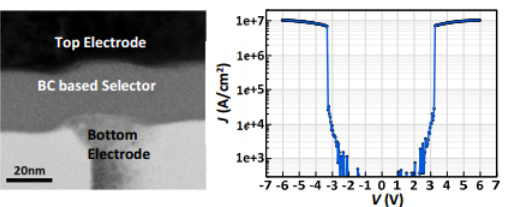 Top Electrode
BC based Selector
Bottom
Electrode
20nm
J (A/cm²)
1e+7
1e+6
1e+5
1e+4
1e+3
-7 -6 -5 -4 -3 -2 -1 0 1 2 3 4 5 6 7
V (V)